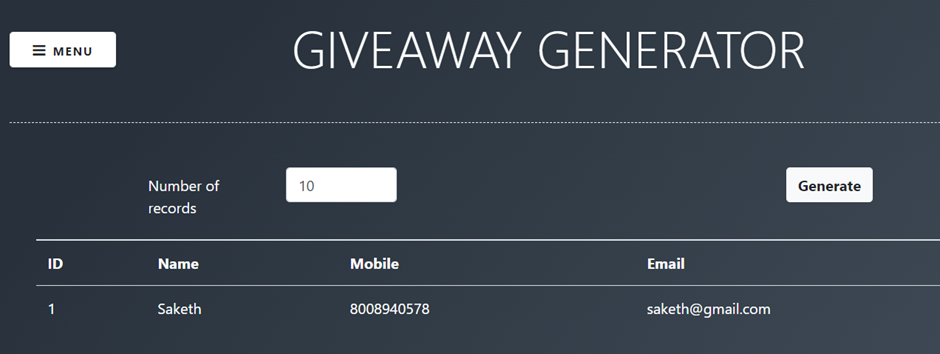 MENU
GIVEAWAY GENERATOR
Number of
records
10
Generate
ID Name Mobile Email
1 Saketh 8008940578 saketh@gmail.com